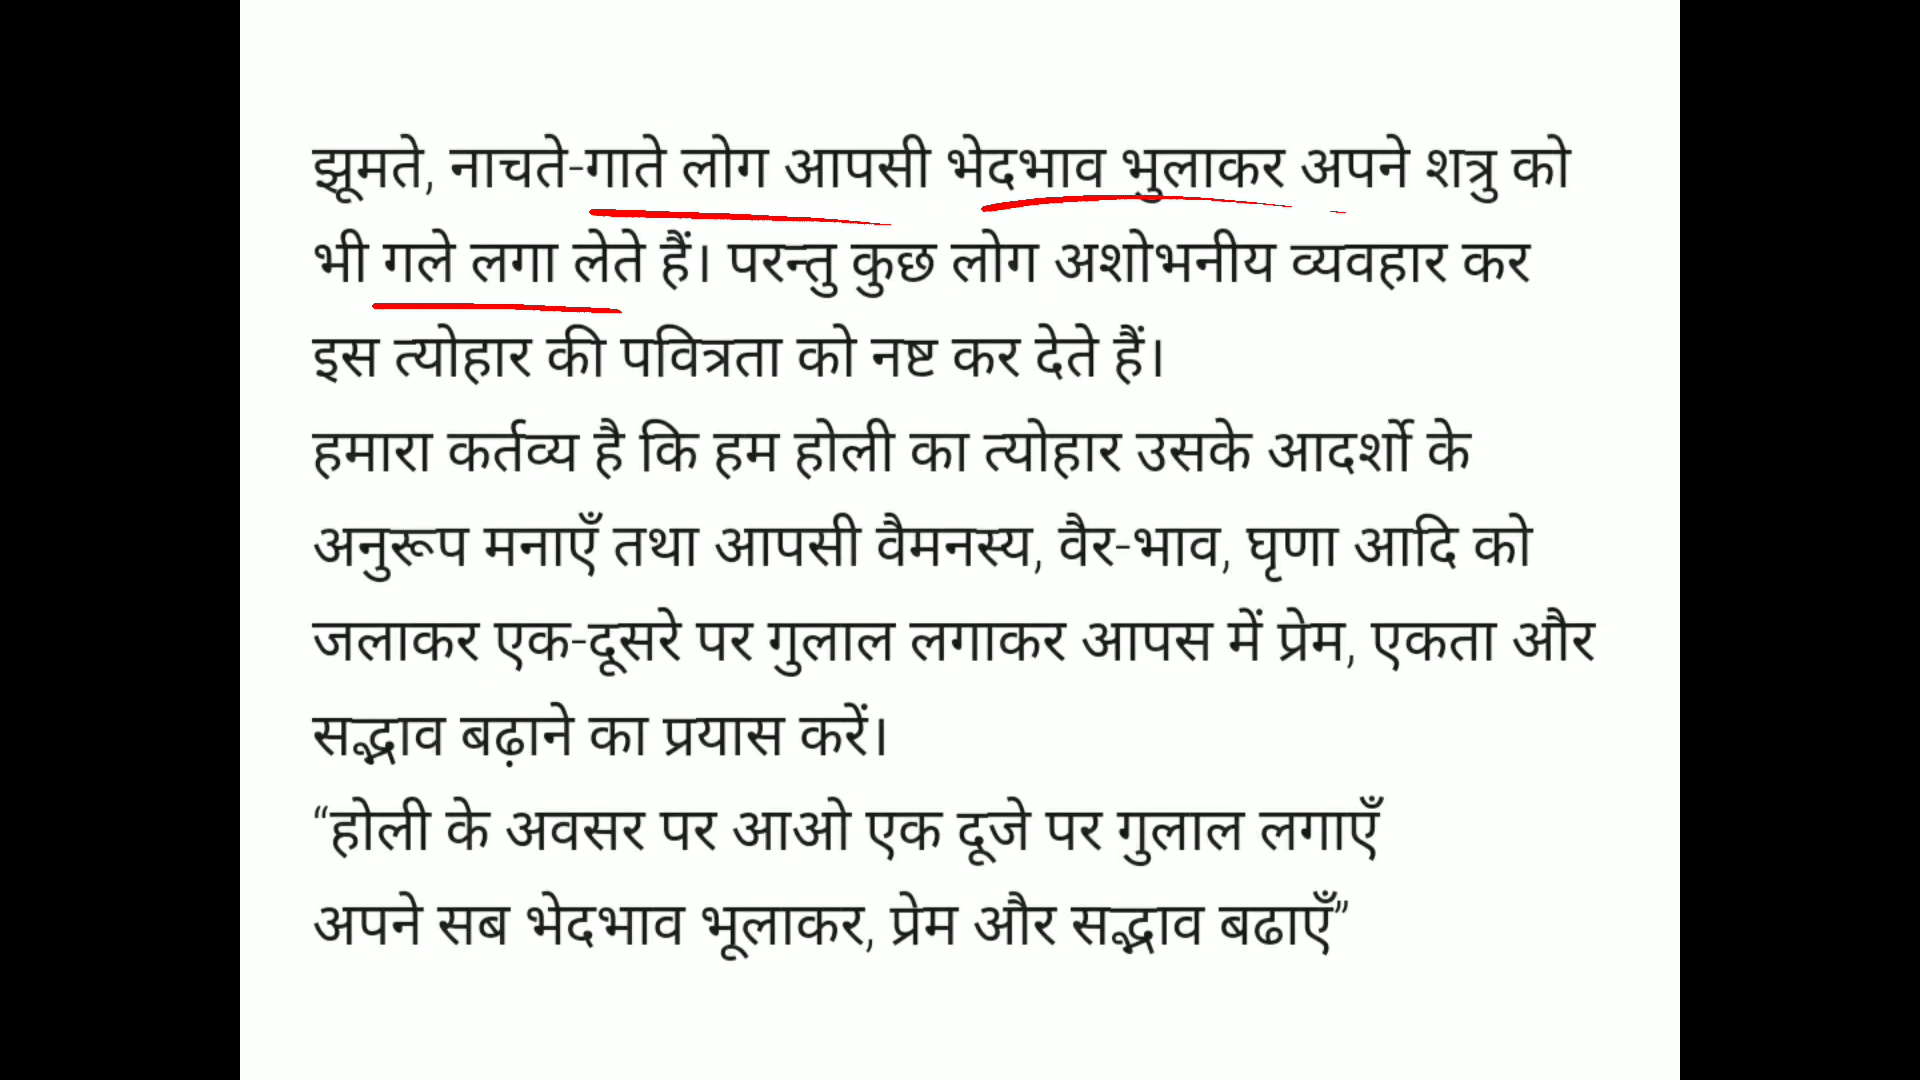 झूमते, नाचते-गाते लोग आपसी भेदभाव भुलाकर अपने शत्रु को
भी गले लगा लेते हैं। परन्तु कुछ लोग अशोभनीय व्यवहार कर
इस त्योहार की पवित्रता को नष्ट कर देते हैं।
हमारा कर्तव्य है कि हम होली का त्योहार उसके आदर्शो के
अनुरूप मनाएँ तथा आपसी वैमनस्य, वैर-भाव, घृणा आदि को
जलाकर एक-दूसरे पर गुलाल लगाकर आपस में प्रेम, एकता और
सद्भाव बढ़ाने का प्रयास करें।
“होली के अवसर पर आओ एक दूजे पर गुलाल लगाएँ
अपने सब भेदभाव भूलाकर, प्रेम और सद्भाव बढाएँ”